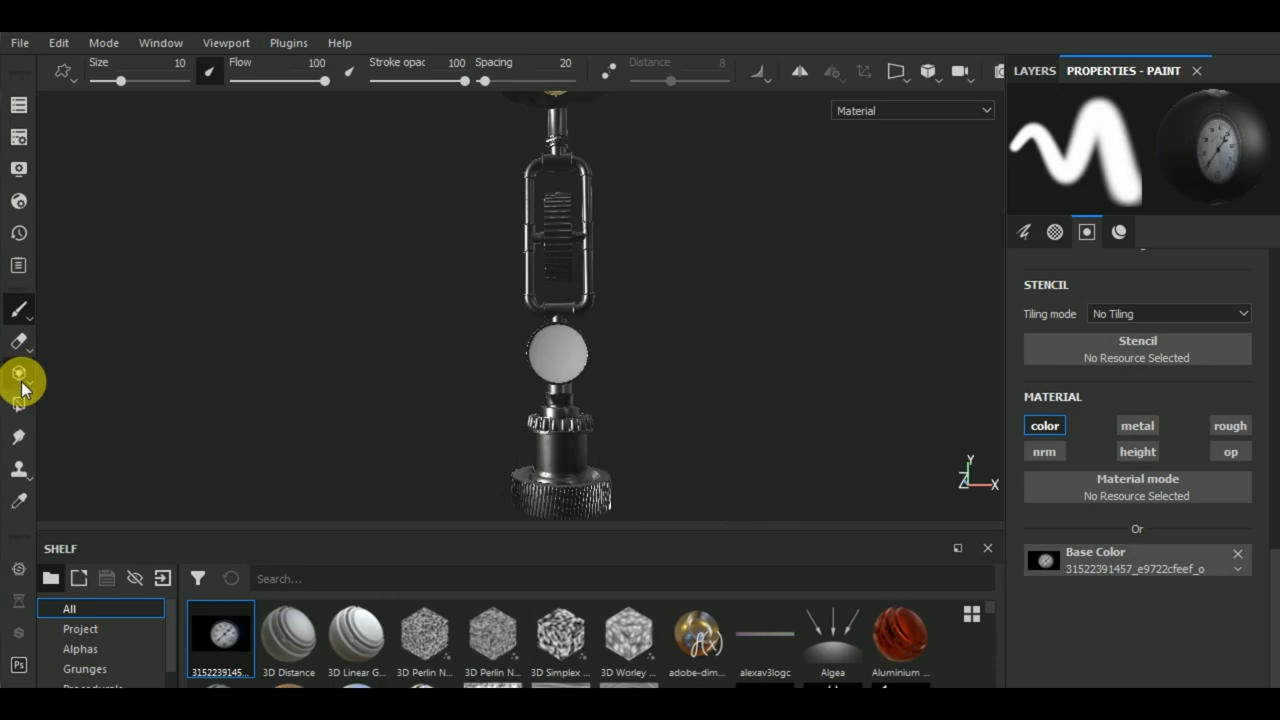 File Edit Mode Window Viewport Plugins Help
Size 10 Flow 100 Stroke opac 100 Spacing 20 Distance 8
LAYERS PROPERTIES - PAINT
Material
STENCIL
Tiling mode No Tiling
Stencil
No Resource Selected
MATERIAL
color metal rough
nrm height op
Material mode
No Resource Selected
Or
Base Color
31522391457_e9722cfeef_o
Y
Z X
SHELF
Search...
All
Project
Alphas
Grunges
Procedurals
3152239145... 3D Distance 3D Linear G... 3D Perlin N... 3D Perlin N... 3D Simplex ... 3D Worley ... adobe-dim... alexav3logc Algea Aluminium ...
Ps